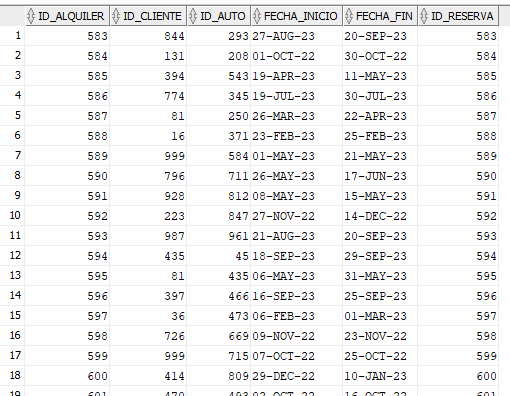 ID_ALQUILER ID_CLIENTE ID_AUTO FECHA_INICIO FECHA_FIN ID_RESERVA
1 583 844 293 27-AUG-23 20-SEP-23 583
2 584 131 208 01-OCT-22 30-OCT-22 584
3 585 394 543 19-APR-23 11-MAY-23 585
4 586 774 345 19-JUL-23 30-JUL-23 586
5 587 81 250 26-MAR-23 22-APR-23 587
6 588 16 371 23-FEB-23 25-FEB-23 588
7 589 999 584 01-MAY-23 21-MAY-23 589
8 590 796 711 26-MAY-23 17-JUN-23 590
9 591 928 812 08-MAY-23 15-MAY-23 591
10 592 223 847 27-NOV-22 14-DEC-22 592
11 593 987 961 21-AUG-23 20-SEP-23 593
12 594 435 45 18-SEP-23 29-SEP-23 594
13 595 81 435 06-MAY-23 31-MAY-23 595
14 596 397 466 16-SEP-23 25-SEP-23 596
15 597 36 473 06-FEB-23 01-MAR-23 597
16 598 726 669 09-NOV-22 23-NOV-22 598
17 599 999 715 07-OCT-22 25-OCT-22 599
18 600 414 809 29-DEC-22 10-JAN-23 600
19 601 470 493 02-OCT-22 16-OCT-22 601